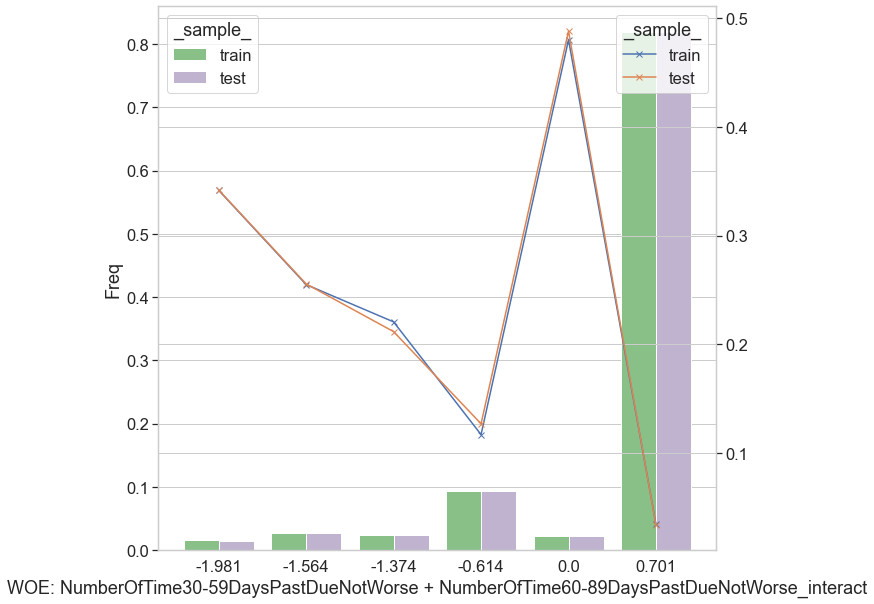 _sample_
train
test
_sample_
train
test
Freq
0.8
0.7
0.6
0.5
0.4
0.3
0.2
0.1
0.0
0.5
0.4
0.3
0.2
0.1
-1.981 -1.564 -1.374 -0.614 0.0 0.701
WOE: NumberOfTime30-59DaysPastDueNotWorse + NumberOfTime60-89DaysPastDueNotWorse_interact